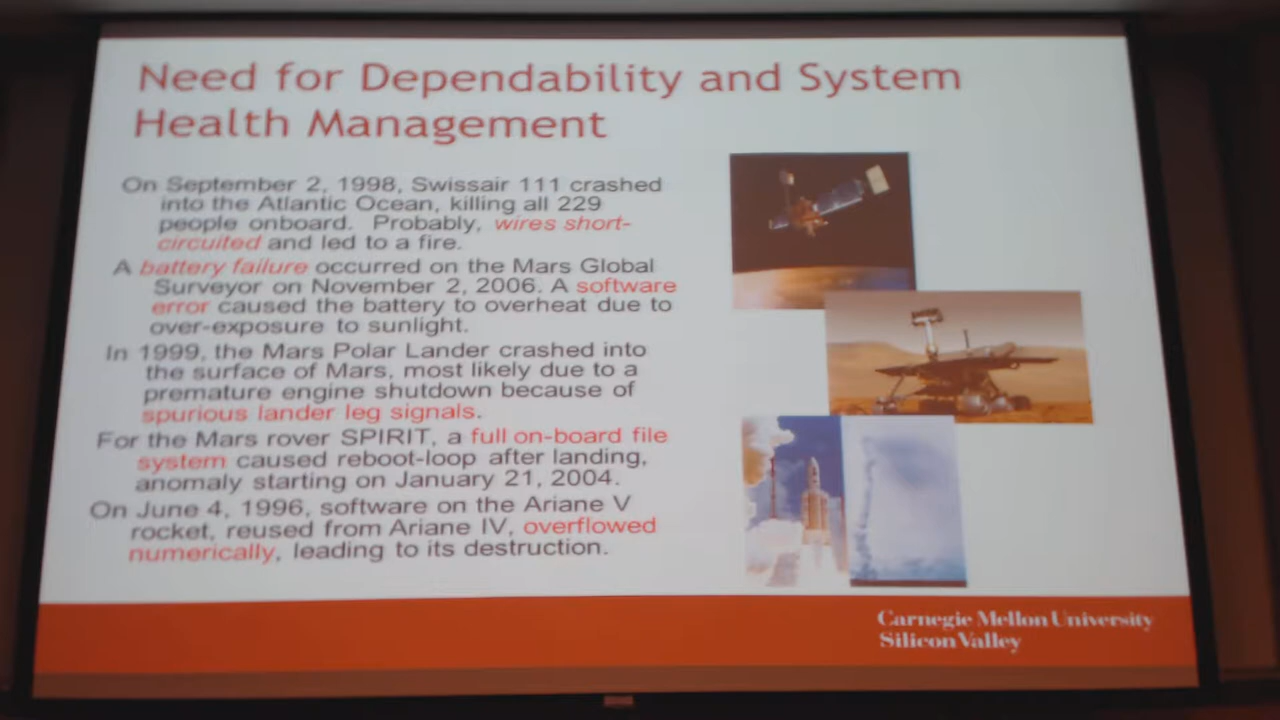 Need for Dependability and System
Health Management
On September 2, 1998, Swissair 111 crashed
into the Atlantic Ocean, killing all 229
people onboard. Probably, wires short-
circuited and led to a fire.
A battery failure occurred on the Mars Global
Surveyor on November 2, 2006. A software
error caused the battery to overheat due to
over-exposure to sunlight.
In 1999, the Mars Polar Lander crashed into
the surface of Mars, most likely due to a
premature engine shutdown because of
spurious lander leg signals.
For the Mars rover SPIRIT, a full on-board file
system caused reboot-loop after landing,
anomaly starting on January 21, 2004.
On June 4, 1996, software on the Ariane V
rocket, reused from Ariane IV, overflowed
numerically, leading to its destruction.
Carnegie Mellon University
Silicon Valley